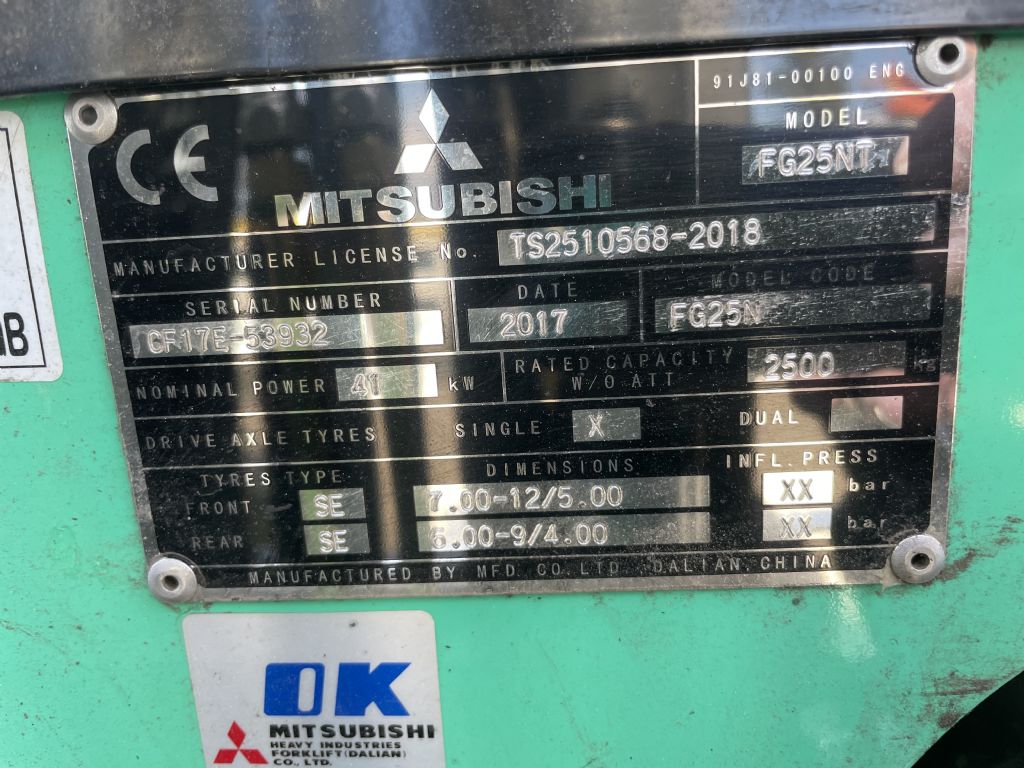 91J81-00100 ENG
CE
MITSUBISHI
MODEL
FG25NT
MANUFACTURER LICENSE No. TS2510568-2018
SERIAL NUMBER DATE MODEL CODE
CF17E-53932 2017 FG25N
NOMINAL POWER 41 kW RATED CAPACITY W/O ATT 2500 kg
DRIVE AXLE TYRES SINGLE X DUAL
TYRES TYPE DIMENSIONS INFL. PRESS
FRONT SE 7.00-12/5.00 XX bar
REAR SE 6.00-9/4.00 XX bar
MANUFACTURED BY MFD. CO. LTD. DALIAN, CHINA
OK
MITSUBISHI
HEAVY INDUSTRIES
FORKLIFT(DALIAN)
CO., LTD.